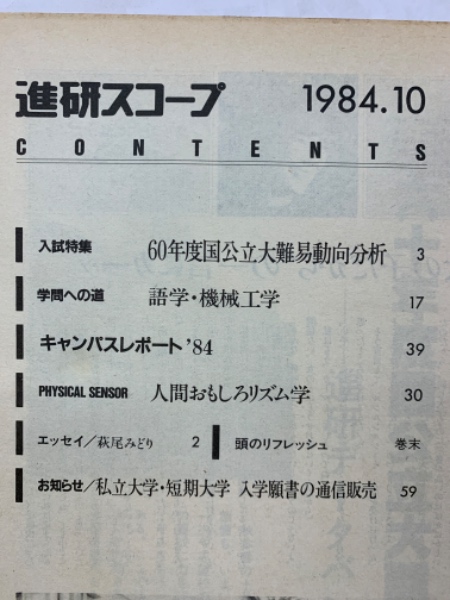 進研スコープ 1984.10
CONTENTS
入試特集 60年度国公立大難易動向分析 3
学問への道 語学・機械工学 17
キャンパスレポート'84 39
PHYSICAL SENSOR 人間おもしろリズム学 30
エッセイ/萩尾みどり 2 頭のリフレッシュ 巻末
お知らせ/私立大学・短期大学 入学願書の通信販売 59